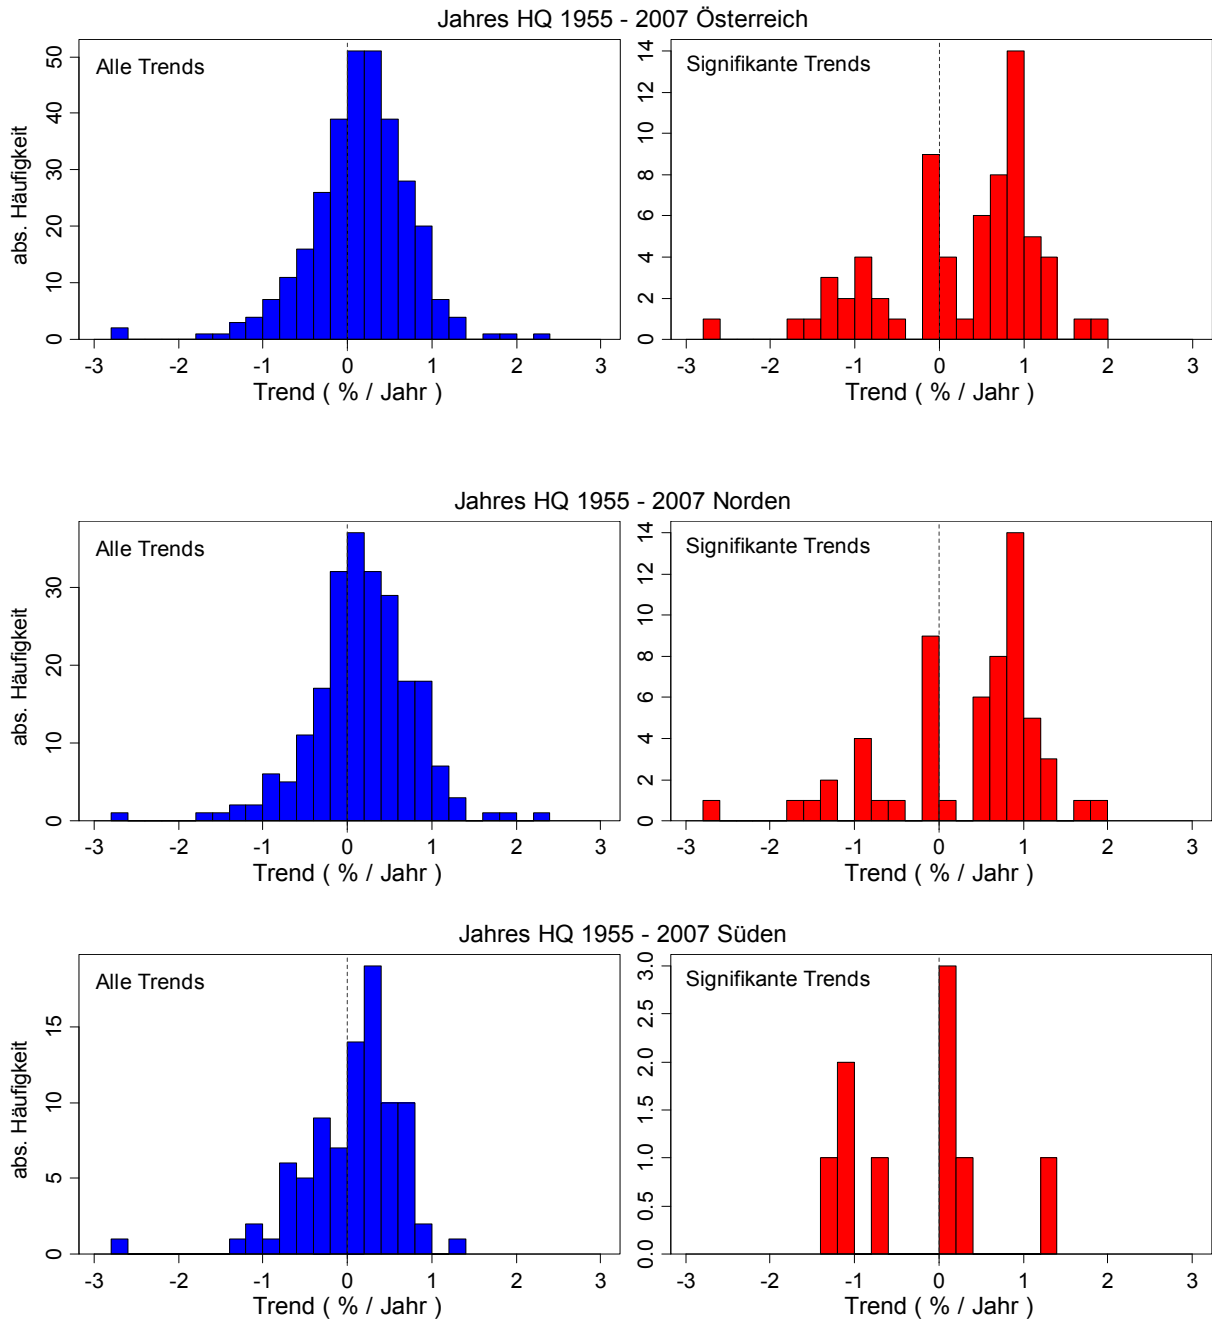 Jahres HQ 1955 - 2007 Österreich
Alle Trends
abs. Häufigkeit
0 10 20 30 40 50
-3 -2 -1 0 1 2 3
Trend ( % / Jahr )
Signifikante Trends
0 2 4 6 8 10 12 14
-3 -2 -1 0 1 2 3
Trend ( % / Jahr )
Jahres HQ 1955 - 2007 Norden
Alle Trends
abs. Häufigkeit
0 10 20 30
-3 -2 -1 0 1 2 3
Trend ( % / Jahr )
Signifikante Trends
0 2 4 6 8 10 12 14
-3 -2 -1 0 1 2 3
Trend ( % / Jahr )
Jahres HQ 1955 - 2007 Süden
Alle Trends
abs. Häufigkeit
0 5 10 15
-3 -2 -1 0 1 2 3
Trend ( % / Jahr )
Signifikante Trends
0.0 0.5 1.0 1.5 2.0 2.5 3.0
-3 -2 -1 0 1 2 3
Trend ( % / Jahr )